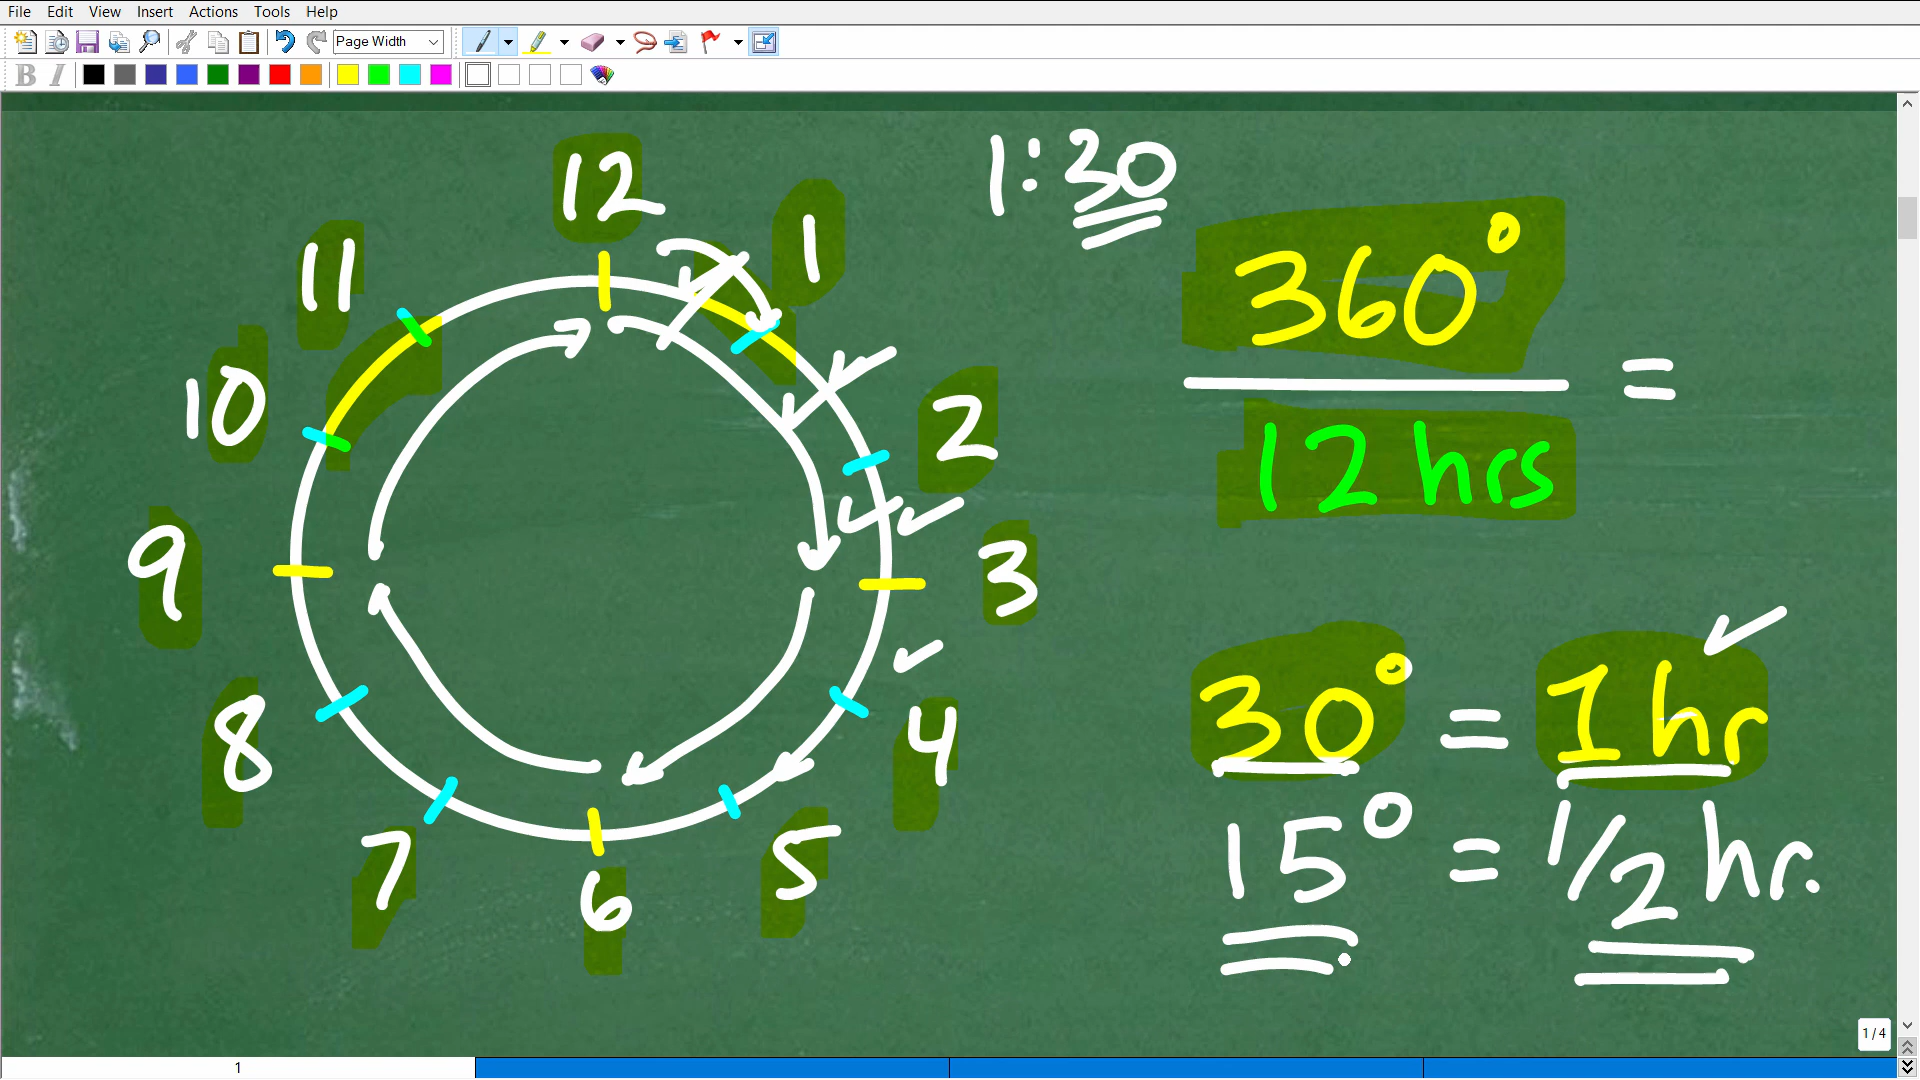 File Edit View Insert Actions Tools Help
Page Width
B I
12
1
11
10
2
9
3
8
4
7
6
5
1:30
360°
12 hrs
=
30° = 1 hr
15° = 1/2 hr.
1/4
1